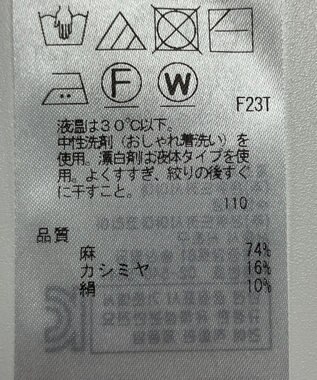 F
W
F23T
液温は30℃以下。
中性洗剤（おしゃれ着洗い）を
使用。漂白剤は液体タイプを使
用。よくすすぎ、絞りの後すぐ
に干すこと。
110
品質
麻 74%
カシミヤ 16%
絹 10%